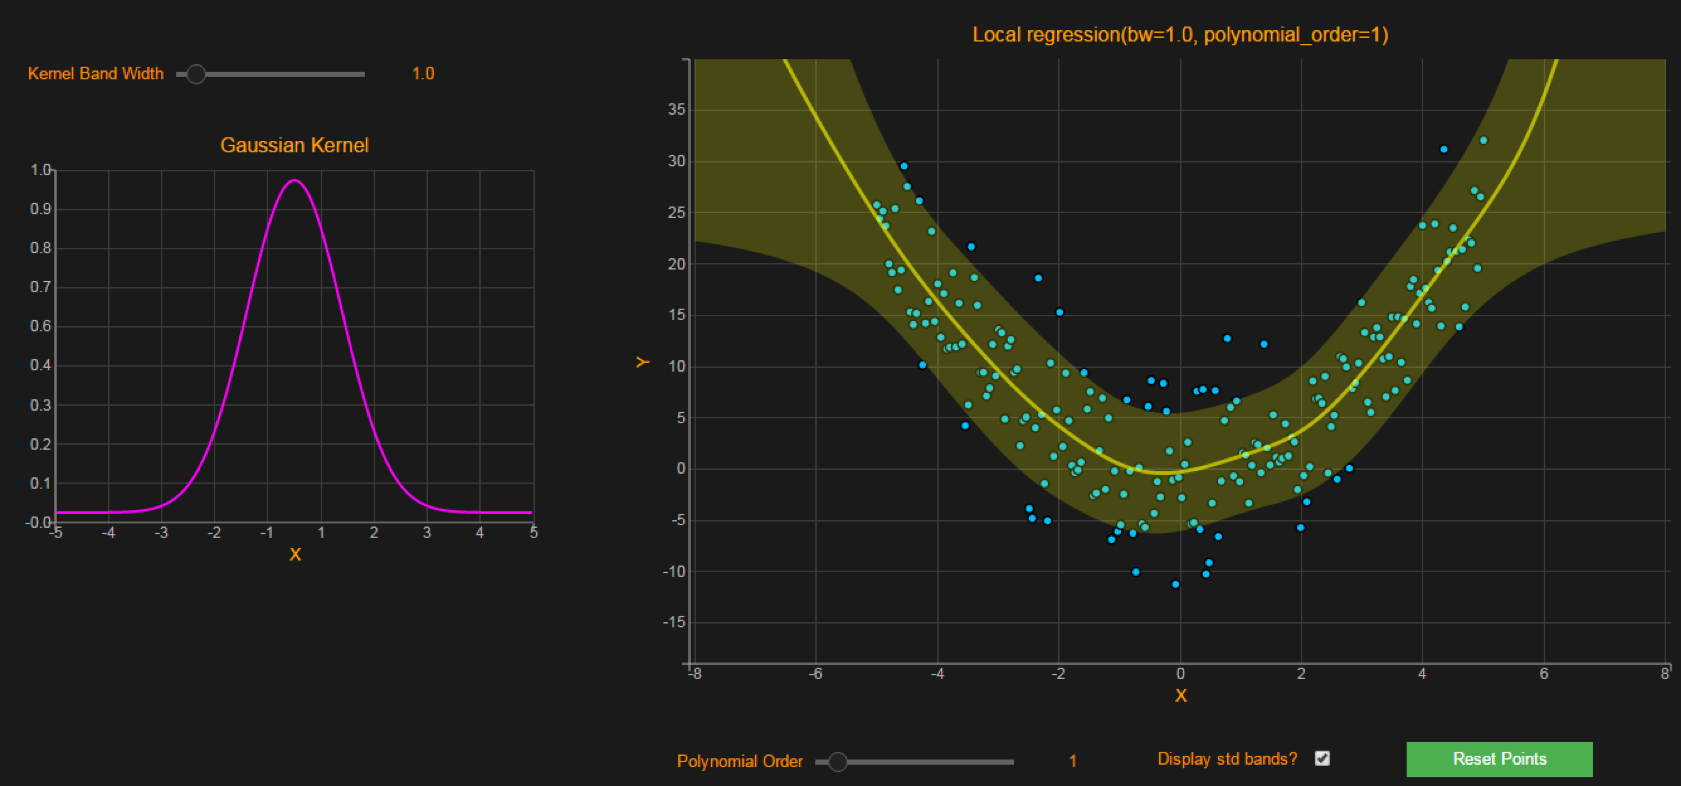 Kernel Band Width 1.0
Gaussian Kernel
1.0
0.9
0.8
0.7
0.6
0.5
0.4
0.3
0.2
0.1
-0.0
-5 -4 -3 -2 -1 1 2 3 4 5
X
Local regression(bw=1.0, polynomial_order=1)
35
30
25
20
15
10
5
0
-5
-10
-15
Y
-8 -6 -4 -2 0 2 4 6 8
X
Polynomial Order 1
Display std bands?
Reset Points